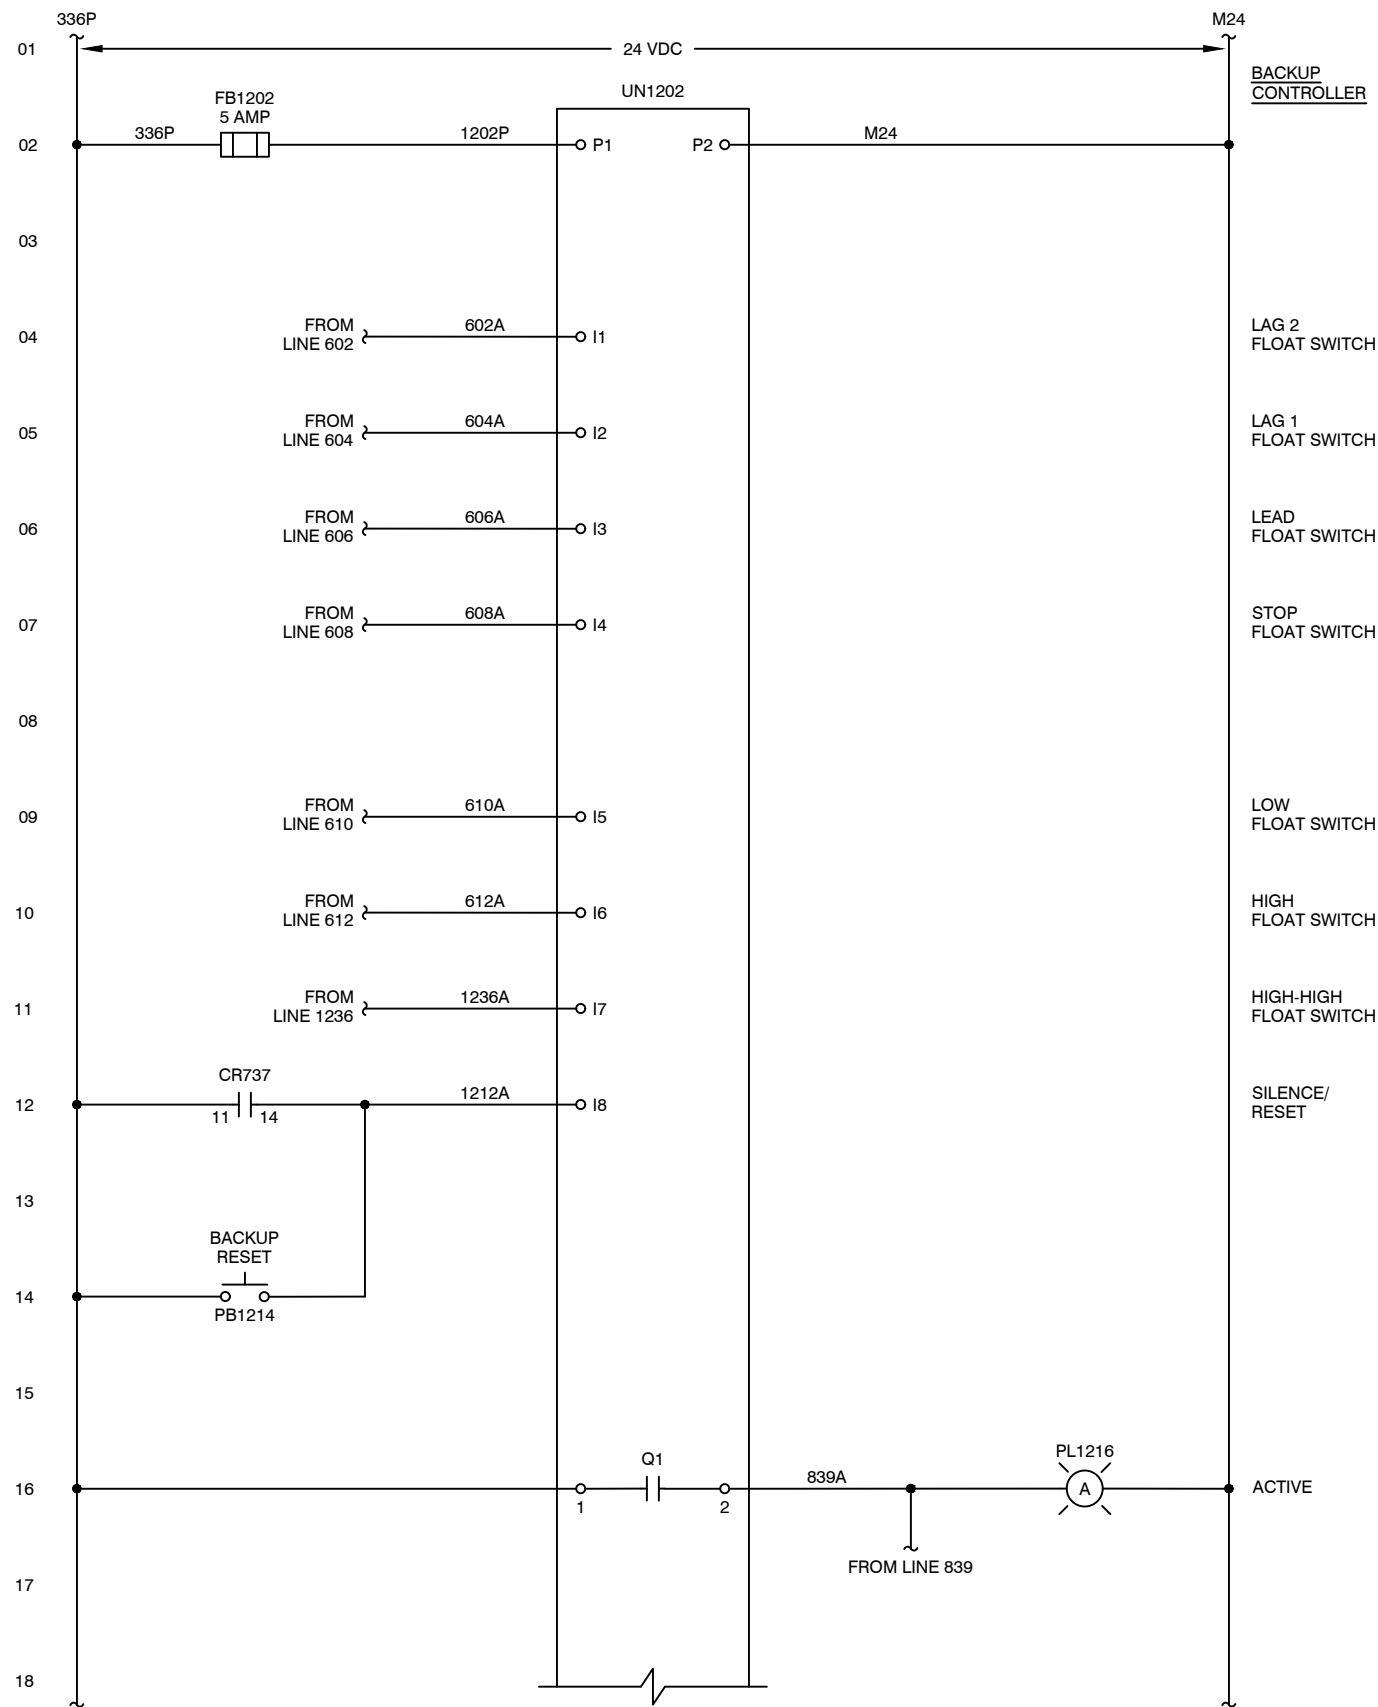 336P
M24
01
24 VDC
BACKUP
CONTROLLER
FB1202
5 AMP
UN1202
02
336P
1202P
P1
P2
M24
03
04
FROM
LINE 602
602A
I1
LAG 2
FLOAT SWITCH
05
FROM
LINE 604
604A
I2
LAG 1
FLOAT SWITCH
06
FROM
LINE 606
606A
I3
LEAD
FLOAT SWITCH
07
FROM
LINE 608
608A
I4
STOP
FLOAT SWITCH
08
09
FROM
LINE 610
610A
I5
LOW
FLOAT SWITCH
10
FROM
LINE 612
612A
I6
HIGH
FLOAT SWITCH
11
FROM
LINE 1236
1236A
I7
HIGH-HIGH
FLOAT SWITCH
12
CR737
11
14
1212A
I8
SILENCE/
RESET
13
BACKUP
RESET
14
PB1214
15
16
1
Q1
2
839A
PL1216
A
ACTIVE
FROM LINE 839
17
18